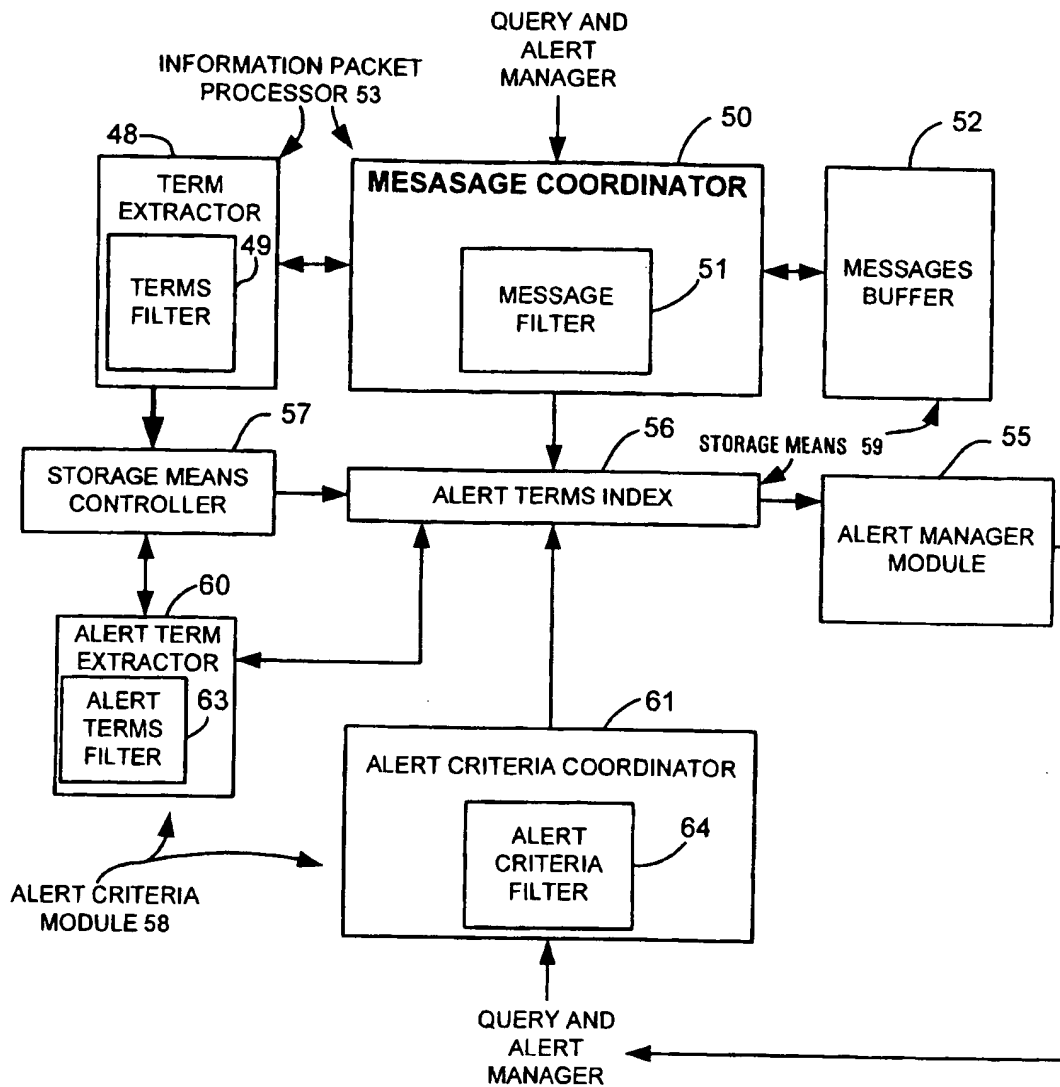 QUERY AND
ALERT
MANAGER
INFORMATION PACKET
PROCESSOR 53
48
TERM
EXTRACTOR
49
TERMS
FILTER
50
MESASAGE COORDINATOR
51
MESSAGE
FILTER
52
MESSAGES
BUFFER
57
STORAGE MEANS
CONTROLLER
56
ALERT TERMS INDEX
STORAGE MEANS 59
55
ALERT MANAGER
MODULE
60
ALERT TERM
EXTRACTOR
63
ALERT
TERMS
FILTER
61
ALERT CRITERIA COORDINATOR
64
ALERT
CRITERIA
FILTER
ALERT CRITERIA
MODULE 58
QUERY AND
ALERT
MANAGER